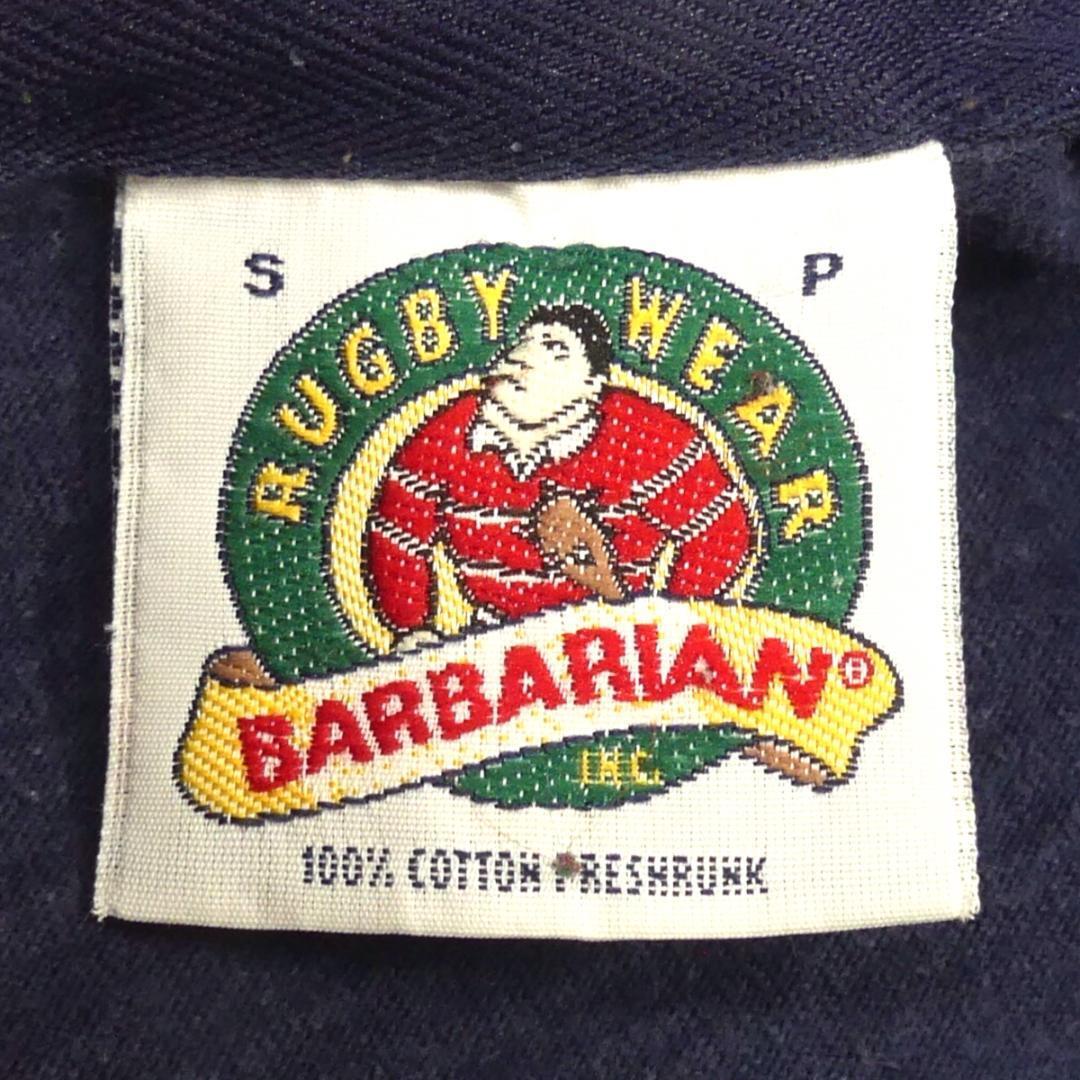 S P
RUGBY WEAR
BARBARIAN®
INC.
100% COTTON PRESHRUNK